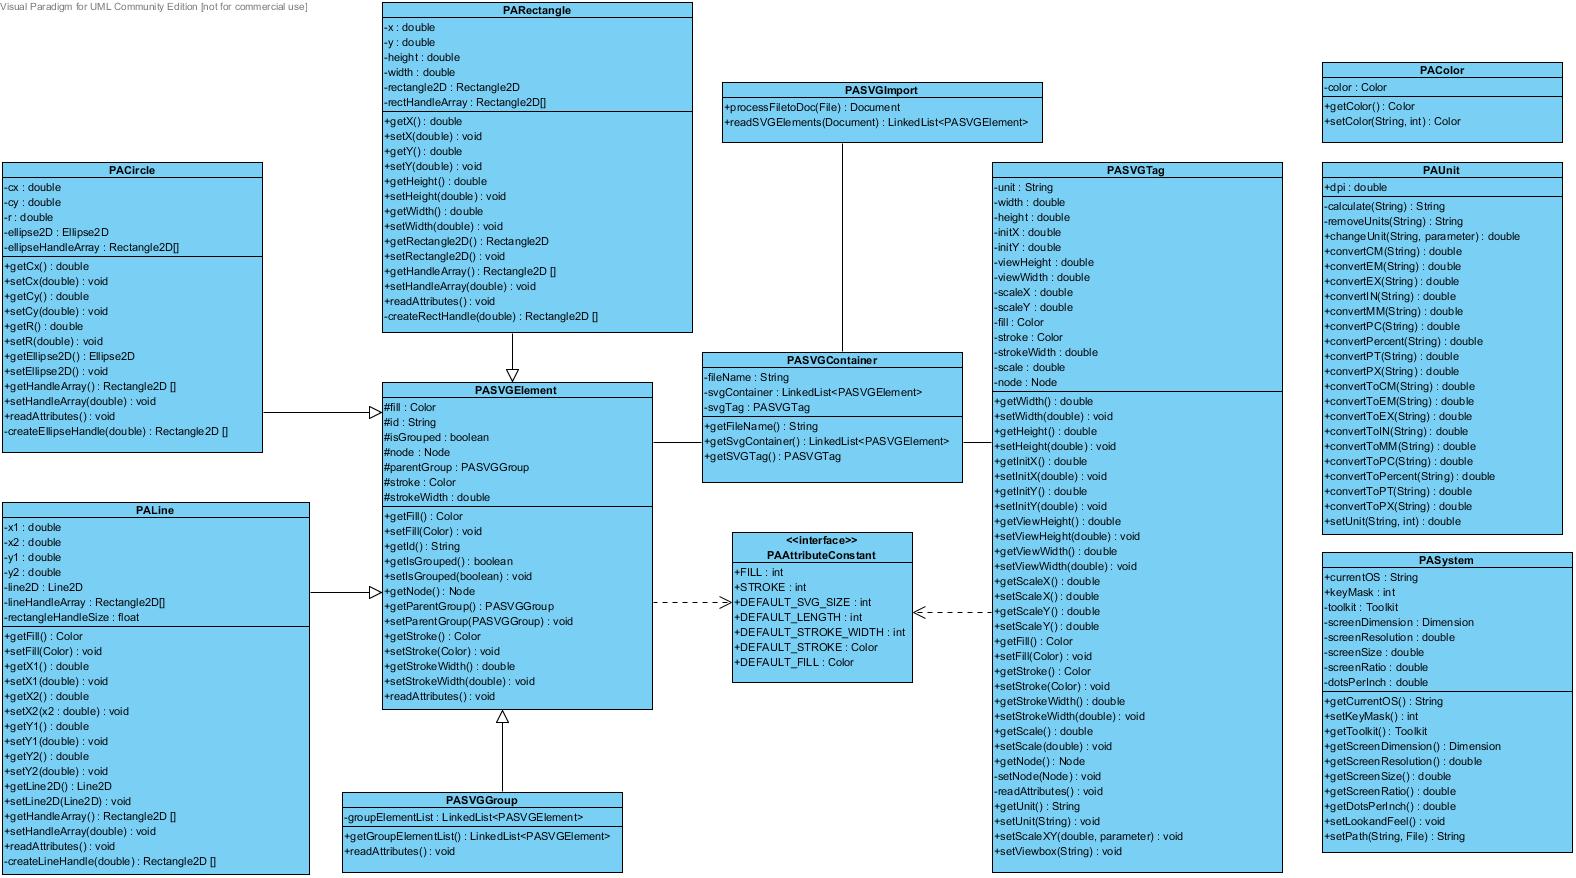 Visual Paradigm for UML Community Edition [not for commercial use]
PARectangle
-x : double
-y : double
-height : double
-width : double
-rectangle2D : Rectangle2D
-rectHandleArray : Rectangle2D[]
+getX() : double
+setX(double) : void
+getY() : double
+setY(double) : void
+getHeight() : double
+setHeight(double) : void
+getWidth() : double
+setWidth(double) : void
+getRectangle2D() : Rectangle2D
+setRectangle2D() : void
+getHandleArray() : Rectangle2D []
+setHandleArray(double) : void
+readAttributes() : void
-createRectHandle(double) : Rectangle2D []
PASVGImport
+processFiletoDoc(File) : Document
+readSVGElements(Document) : LinkedList<PASVGElement>
PAColor
-color : Color
+getColor() : Color
+setColor(String, int) : Color
PACircle
-cx : double
-cy : double
-r : double
-ellipse2D : Ellipse2D
-ellipseHandleArray : Rectangle2D[]
+getCx() : double
+setCx(double) : void
+getCy() : double
+setCy(double) : void
+getR() : double
+setR(double) : void
+getEllipse2D() : Ellipse2D
+setEllipse2D() : void
+getHandleArray() : Rectangle2D []
+setHandleArray(double) : void
+readAttributes() : void
-createEllipseHandle(double) : Rectangle2D []
PASVGTag
-unit : String
-width : double
-height : double
-initX : double
-initY : double
-viewHeight : double
-viewWidth : double
-scaleX : double
-scaleY : double
-fill : Color
-stroke : Color
-strokeWidth : double
-scale : double
-node : Node
+getWidth() : double
+setWidth(double) : void
+getHeight() : double
+setHeight(double) : void
+getInitX() : double
+setInitX(double) : void
+getInitY() : double
+setInitY(double) : void
+getViewHeight() : double
+setViewHeight(double) : void
+getViewWidth() : double
+setViewWidth(double) : void
+getScaleX() : double
+setScaleX() : double
+getScaleY() : double
+setScaleY() : double
+getFill() : Color
+setFill(Color) : void
+getStroke() : Color
+setStroke(Color) : void
+getStrokeWidth() : double
+setStrokeWidth(double) : void
+getScale() : double
+setScale(double) : void
+getNode() : Node
-setNode(Node) : void
-readAttributes() : void
+getUnit() : String
+setUnit(String) : void
+setScaleXY(double, parameter) : void
+setViewbox(String) : void
PAUnit
+dpi : double
-calculate(String) : String
-removeUnits(String) : String
+changeUnit(String, parameter) : double
+convertCM(String) : double
+convertEM(String) : double
+convertEX(String) : double
+convertIN(String) : double
+convertMM(String) : double
+convertPC(String) : double
+convertPercent(String) : double
+convertPT(String) : double
+convertPX(String) : double
+convertToCM(String) : double
+convertToEM(String) : double
+convertToEX(String) : double
+convertToIN(String) : double
+convertToMM(String) : double
+convertToPC(String) : double
+convertToPercent(String) : double
+convertToPT(String) : double
+convertToPX(String) : double
+setUnit(String, int) : double
PASVGContainer
-fileName : String
-svgContainer : LinkedList<PASVGElement>
-svgTag : PASVGTag
+getFileName() : String
+getSvgContainer() : LinkedList<PASVGElement>
+getSVGTag() : PASVGTag
PASVGElement
#fill : Color
#id : String
#isGrouped : boolean
#node : Node
#parentGroup : PASVGGroup
#stroke : Color
#strokeWidth : double
+getFill() : Color
+setFill(Color) : void
+getId() : String
+getIsGrouped() : boolean
+setIsGrouped(boolean) : void
+getNode() : Node
+getParentGroup() : PASVGGroup
+setParentGroup(PASVGGroup) : void
+getStroke() : Color
+setStroke(Color) : void
+getStrokeWidth() : double
+setStrokeWidth(double) : void
+readAttributes() : void
PALine
-x1 : double
-x2 : double
-y1 : double
-y2 : double
-line2D : Line2D
-lineHandleArray : Rectangle2D[]
-rectangleHandleSize : float
+getFill() : Color
+setFill(Color) : void
+getX1() : double
+setX1(double) : void
+getX2() : double
+setX2(x2 : double) : void
+getY1() : double
+setY1(double) : void
+getY2() : double
+setY2(double) : void
+getLine2D() : Line2D
+setLine2D(Line2D) : void
+getHandleArray() : Rectangle2D []
+setHandleArray(double) : void
+readAttributes() : void
-createLineHandle(double) : Rectangle2D []
<<interface>>
PAAttributeConstant
+FILL : int
+STROKE : int
+DEFAULT_SVG_SIZE : int
+DEFAULT_LENGTH : int
+DEFAULT_STROKE_WIDTH : int
+DEFAULT_STROKE : Color
+DEFAULT_FILL : Color
PASystem
+currentOS : String
+keyMask : int
-toolkit : Toolkit
-screenDimension : Dimension
-screenResolution : double
-screenSize : double
-screenRatio : double
-dotsPerInch : double
+getCurrentOS() : String
+setKeyMask() : int
+getToolkit() : Toolkit
+getScreenDimension() : Dimension
+getScreenResolution() : double
+getScreenSize() : double
+getScreenRatio() : double
+getDotsPerInch() : double
+setLookandFeel() : void
+setPath(String, File) : String
PASVGGroup
-groupElementList : LinkedList<PASVGElement>
+getGroupElementList() : LinkedList<PASVGElement>
+readAttributes() : void